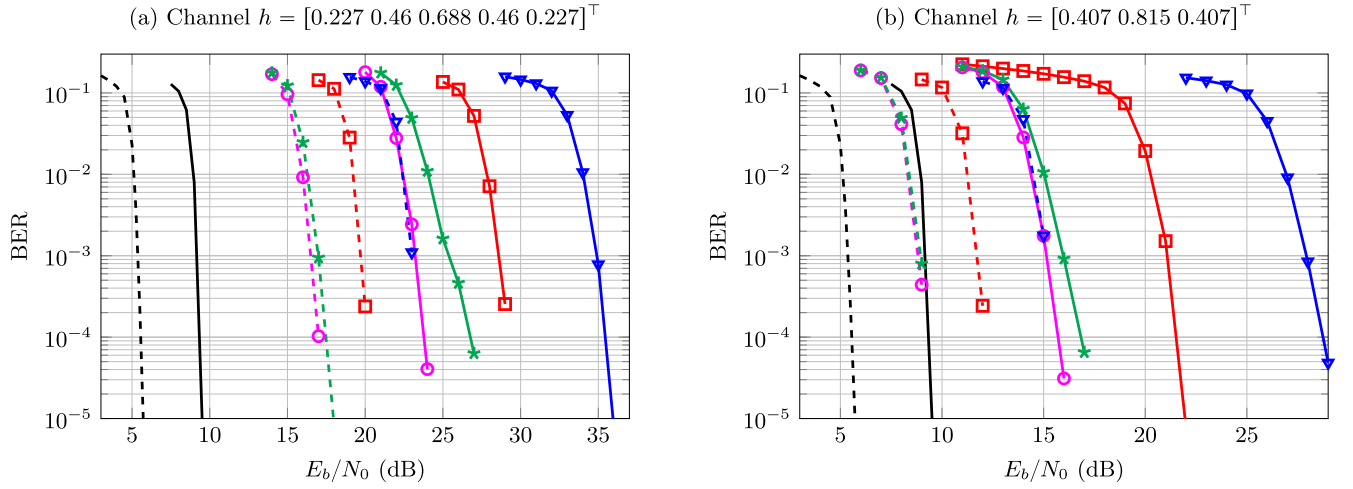 (a) Channel h = [0.227 0.46 0.688 0.46 0.227]⊤
10⁻¹
10⁻²
10⁻³
10⁻⁴
10⁻⁵
BER
5 10 15 20 25 30 35
E_b/N_0 (dB)
(b) Channel h = [0.407 0.815 0.407]⊤
10⁻¹
10⁻²
10⁻³
10⁻⁴
10⁻⁵
BER
5 10 15 20 25
E_b/N_0 (dB)